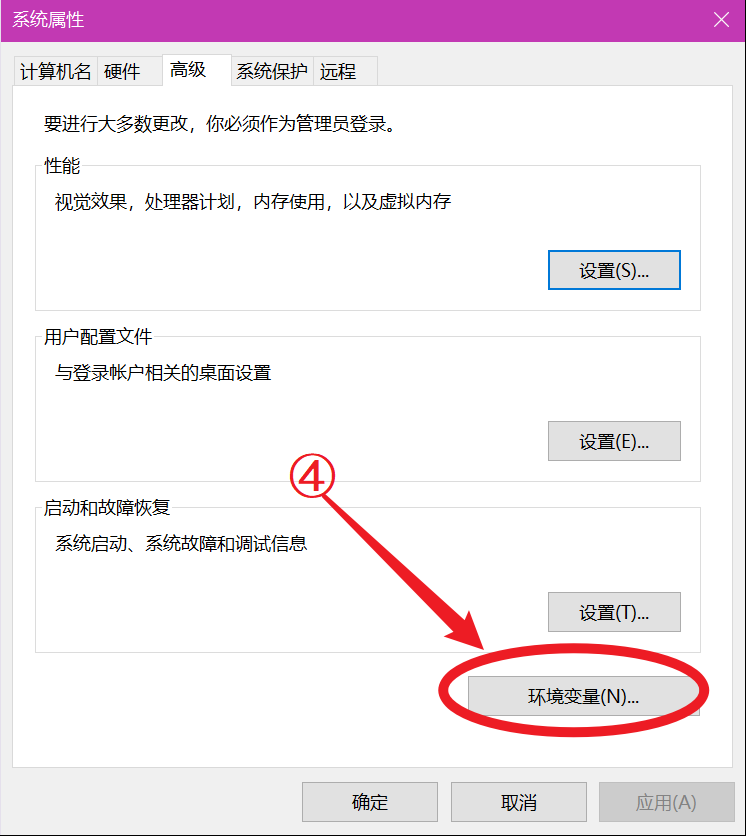 系统属性
计算机名 硬件 高级 系统保护 远程
要进行大多数更改，你必须作为管理员登录。
性能
视觉效果，处理器计划，内存使用，以及虚拟内存
设置(S)...
用户配置文件
与登录帐户相关的桌面设置
设置(E)...
④
启动和故障恢复
系统启动、系统故障和调试信息
设置(T)...
环境变量(N)...
确定 取消 应用(A)